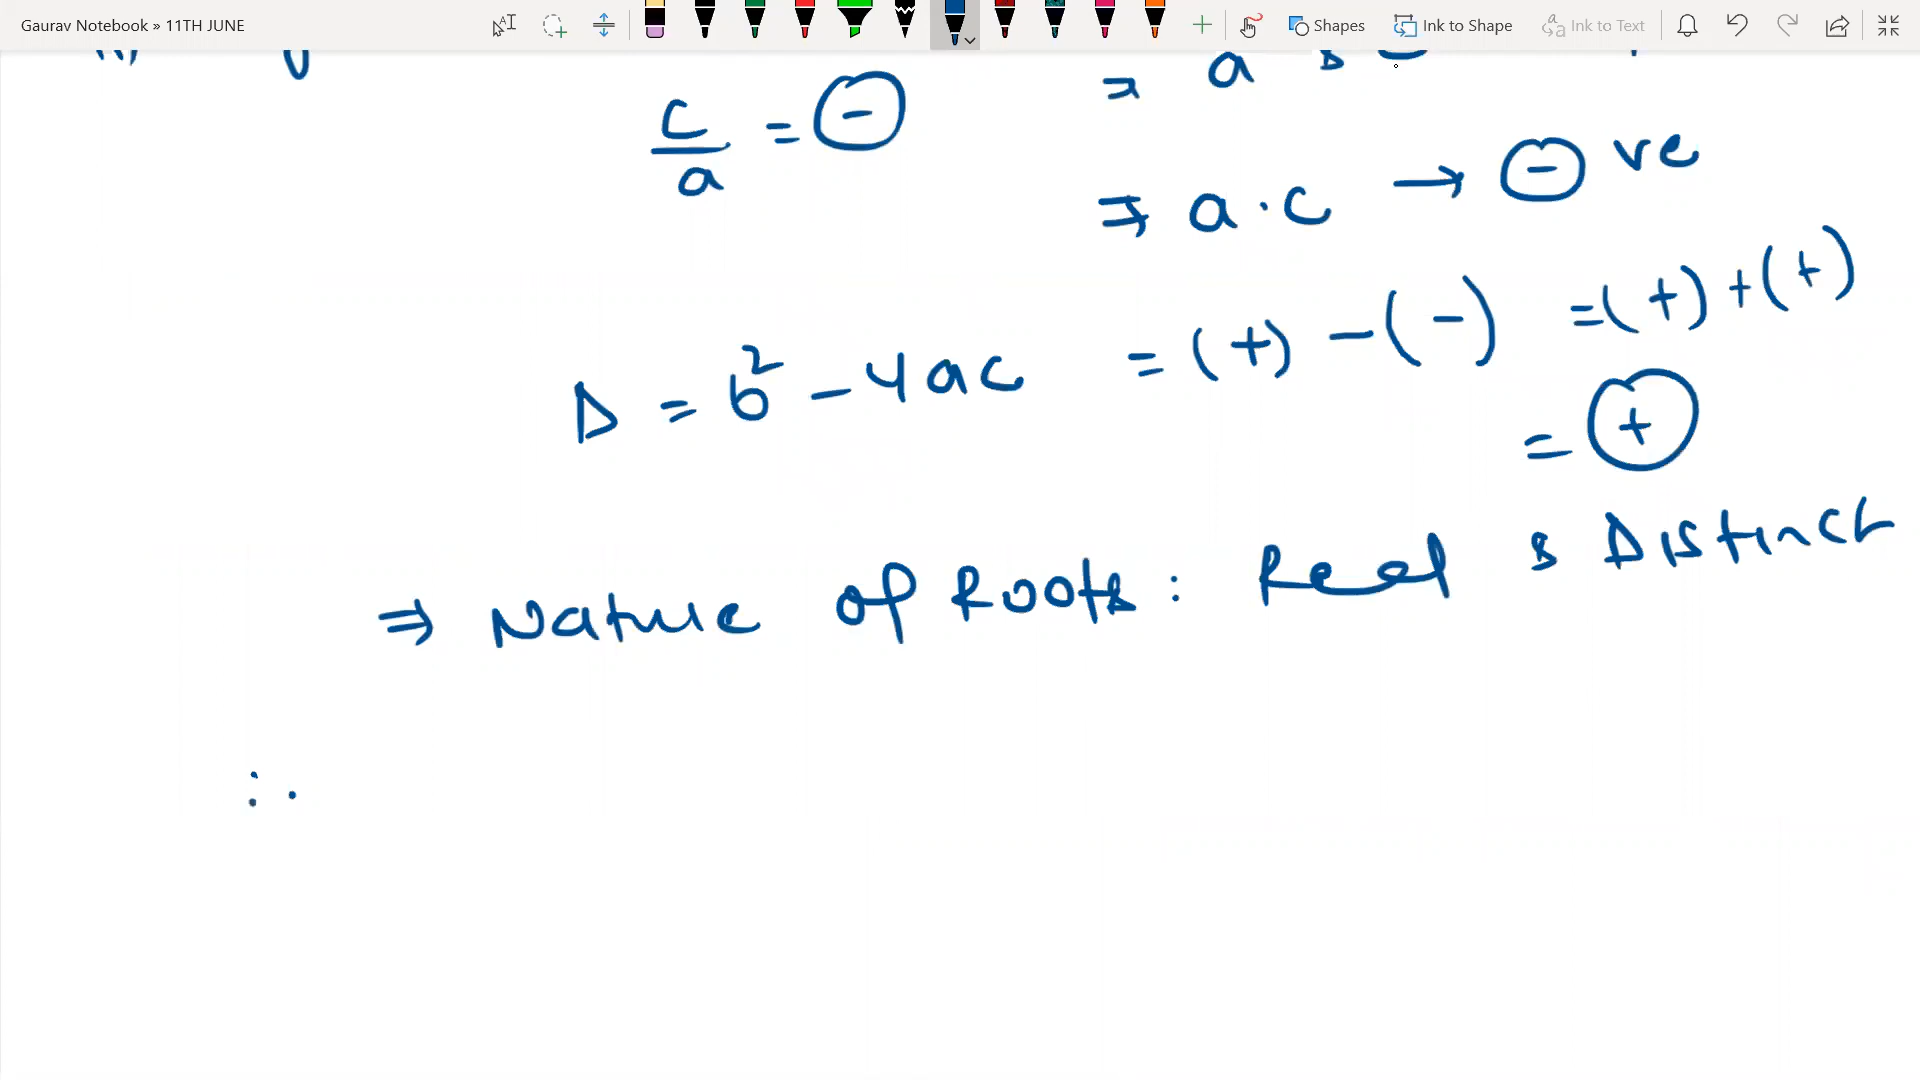 Gaurav Notebook » 11TH JUNE
Shapes
Ink to Shape
Ink to Text
c/a = ⊖
⇒ a &
⇒ a·c → ⊖ ve
Δ = b² - 4ac = (+) - (-) = (+) + (+)
= ⊕
⇒ Nature of Roots : Real & Distinct
∴